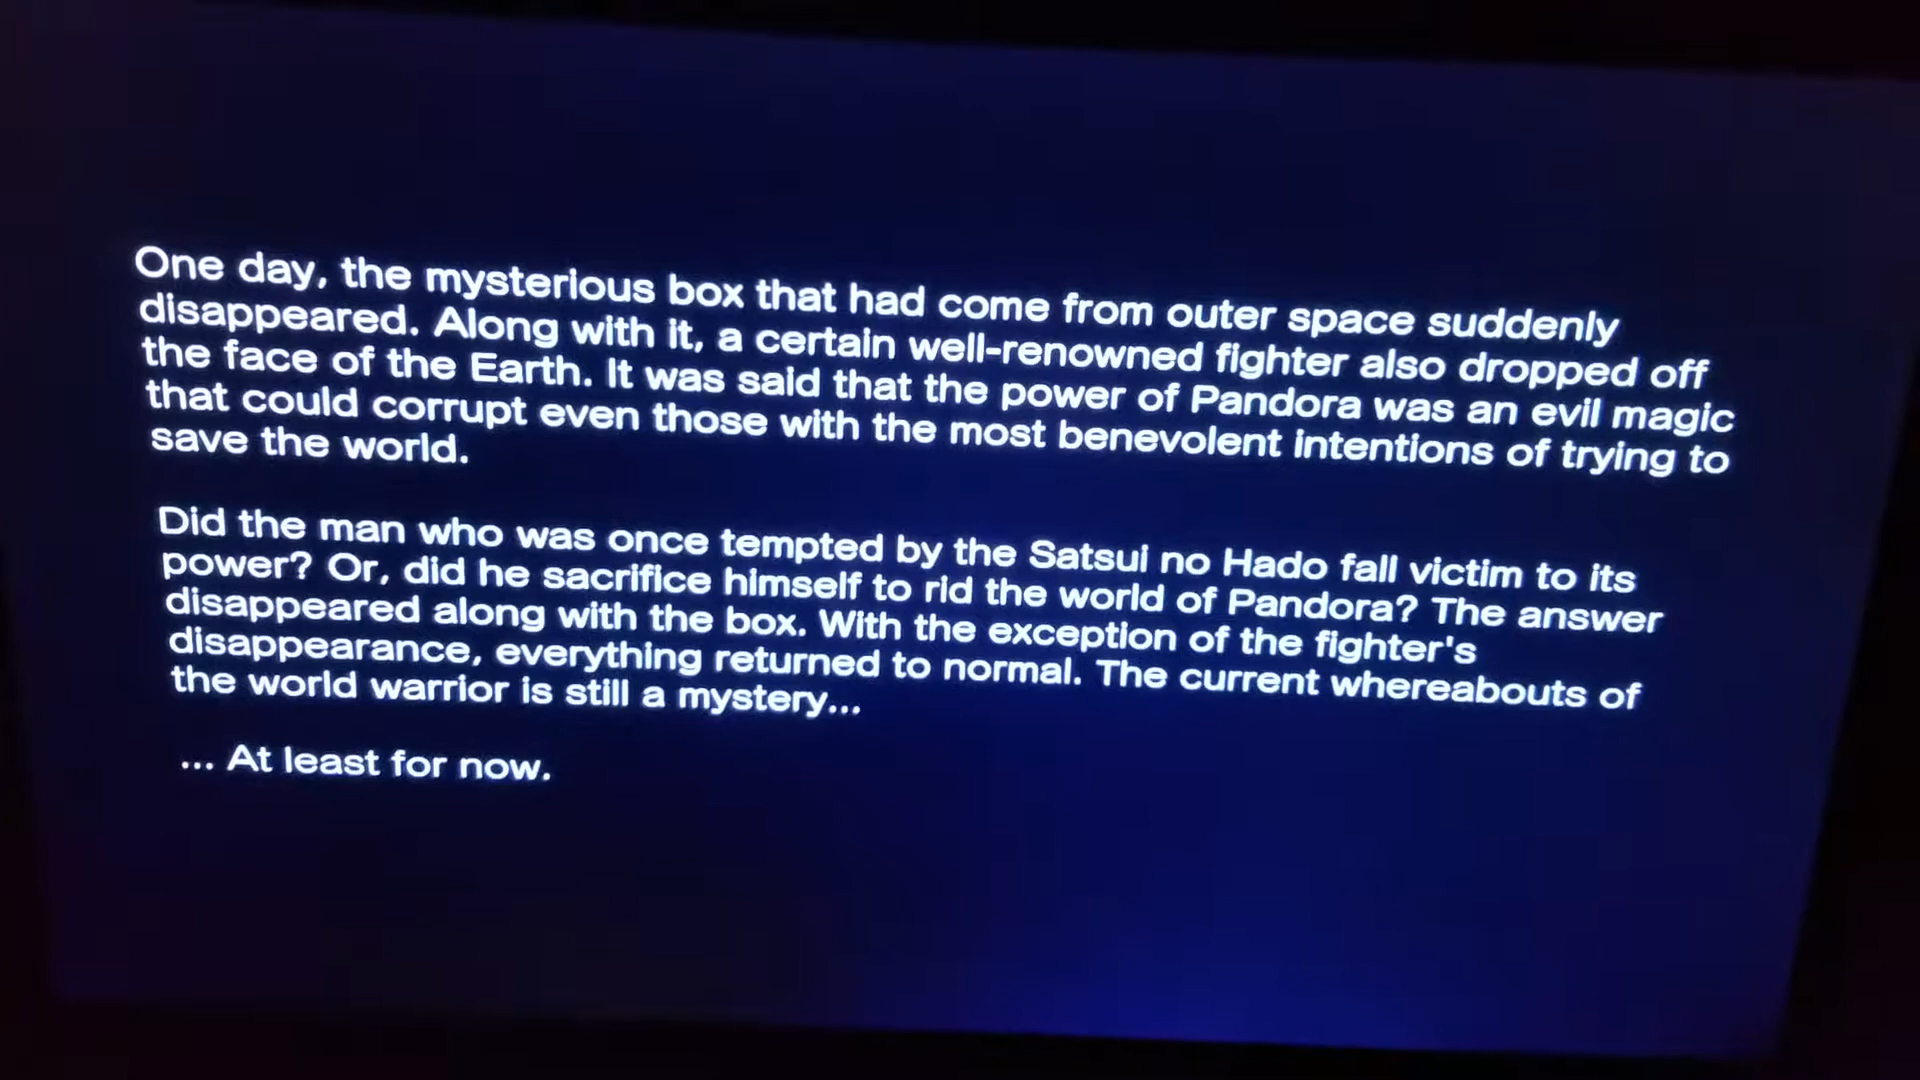 One day, the mysterious box that had come from outer space suddenly
disappeared. Along with it, a certain well-renowned fighter also dropped off
the face of the Earth. It was said that the power of Pandora was an evil magic
that could corrupt even those with the most benevolent intentions of trying to
save the world.
Did the man who was once tempted by the Satsui no Hado fall victim to its
power? Or, did he sacrifice himself to rid the world of Pandora? The answer
disappeared along with the box. With the exception of the fighter's
disappearance, everything returned to normal. The current whereabouts of
the world warrior is still a mystery...
... At least for now.